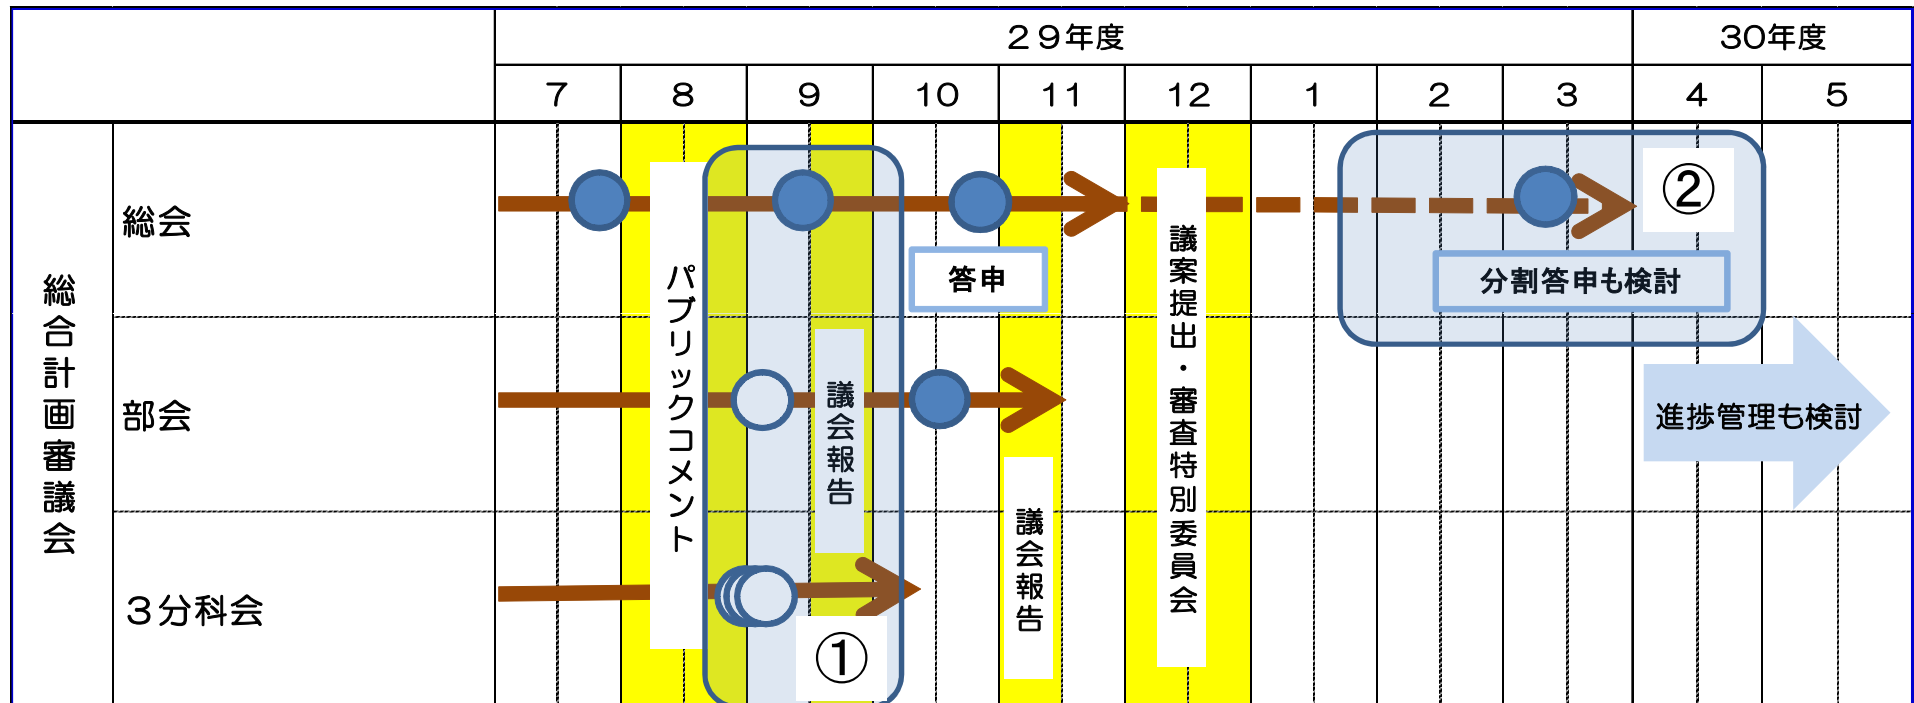 ２９年度
30年度
7
8
9
10
11
12
1
2
3
4
5
総合計画審議会
総会
部会
３分科会
パブリックコメント
議会報告
①
答申
議会報告
議案提出・審査特別委員会
②
分割答申も検討
進捗管理も検討